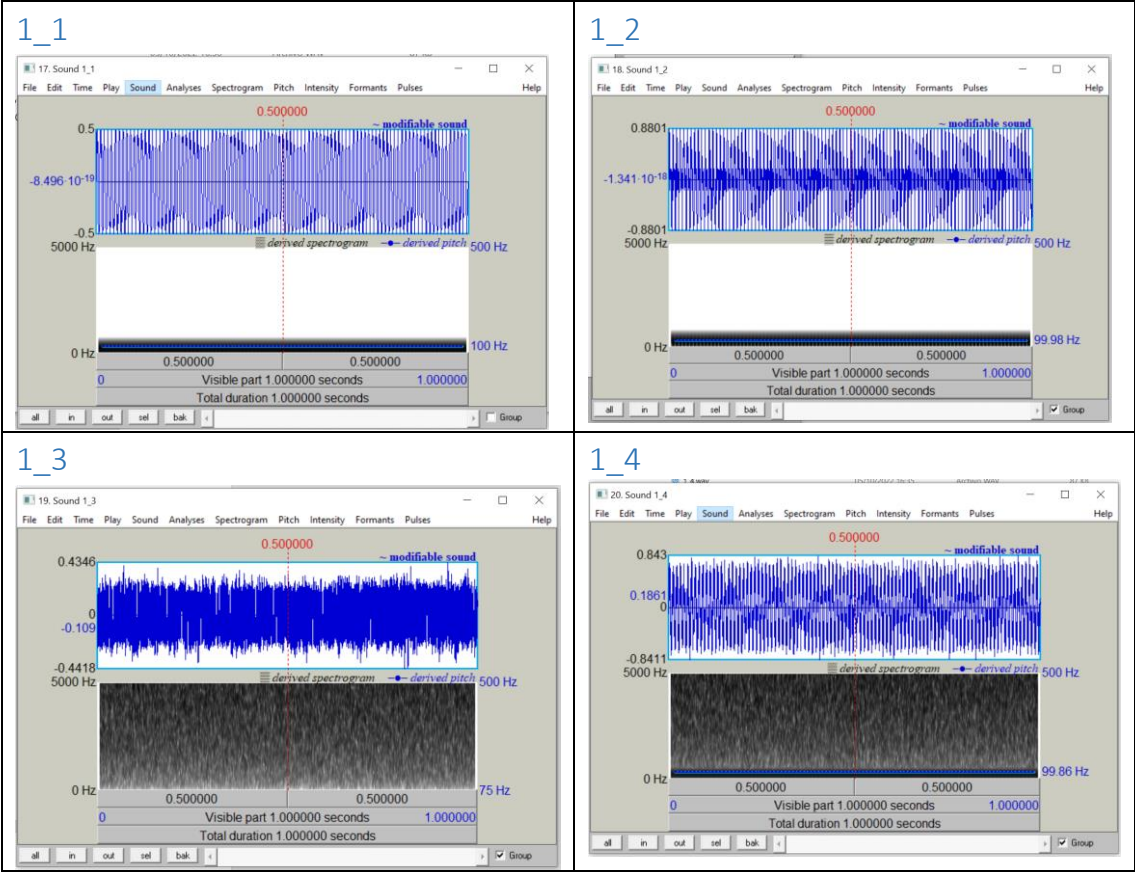 1_1
17. Sound 1_1
File Edit Time Play Sound Analyses Spectrogram Pitch Intensity Formants Pulses Help
0.500000
~ modifiable sound
0.5
-8.496·10-19
-0.5
5000 Hz
derived spectrogram derived pitch
500 Hz
100 Hz
0 Hz
0.500000 0.500000
0 Visible part 1.000000 seconds 1.000000
Total duration 1.000000 seconds
all in out sel bak Group
1_2
18. Sound 1_2
File Edit Time Play Sound Analyses Spectrogram Pitch Intensity Formants Pulses Help
0.500000
~ modifiable sound
0.8801
-1.341·10-18
-0.8801
5000 Hz
derived spectrogram derived pitch
500 Hz
99.98 Hz
0 Hz
0.500000 0.500000
0 Visible part 1.000000 seconds 1.000000
Total duration 1.000000 seconds
all in out sel bak Group
1_3
19. Sound 1_3
File Edit Time Play Sound Analyses Spectrogram Pitch Intensity Formants Pulses Help
0.500000
~ modifiable sound
0.4346
0
-0.109
-0.4418
5000 Hz
derived spectrogram derived pitch
500 Hz
0 Hz
75 Hz
0.500000 0.500000
0 Visible part 1.000000 seconds 1.000000
Total duration 1.000000 seconds
all in out sel bak Group
1_4
20. Sound 1_4
File Edit Time Play Sound Analyses Spectrogram Pitch Intensity Formants Pulses Help
0.500000
~ modifiable sound
0.843
0.1861
0
-0.8411
5000 Hz
derived spectrogram derived pitch
500 Hz
99.86 Hz
0 Hz
0.500000 0.500000
0 Visible part 1.000000 seconds 1.000000
Total duration 1.000000 seconds
all in out sel bak Group